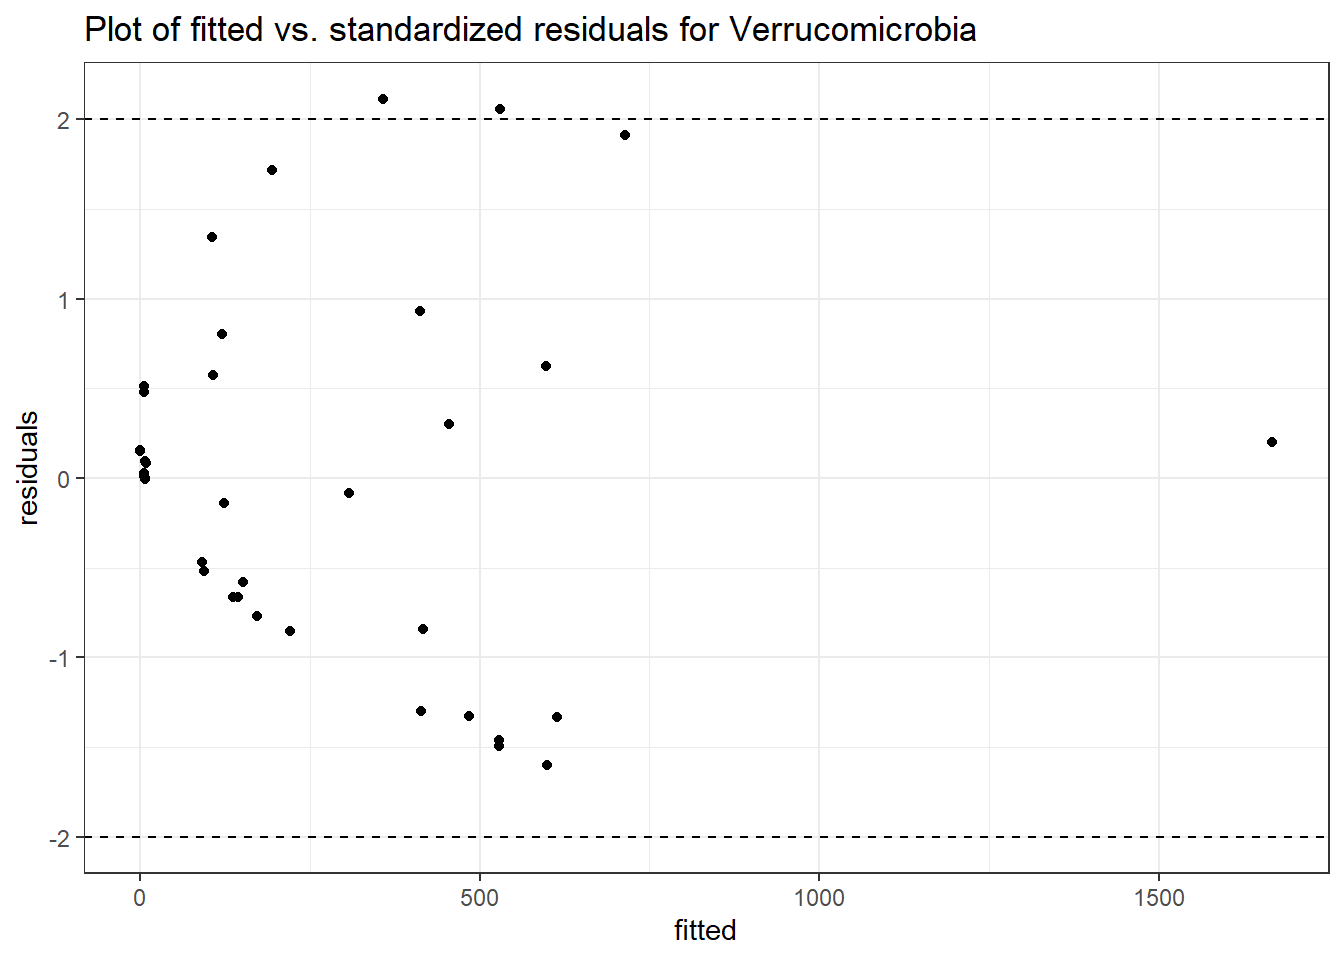 Plot of fitted vs. standardized residuals for Verrucomicrobia
2
1
0
-1
-2
residuals
0 500 1000 1500
fitted